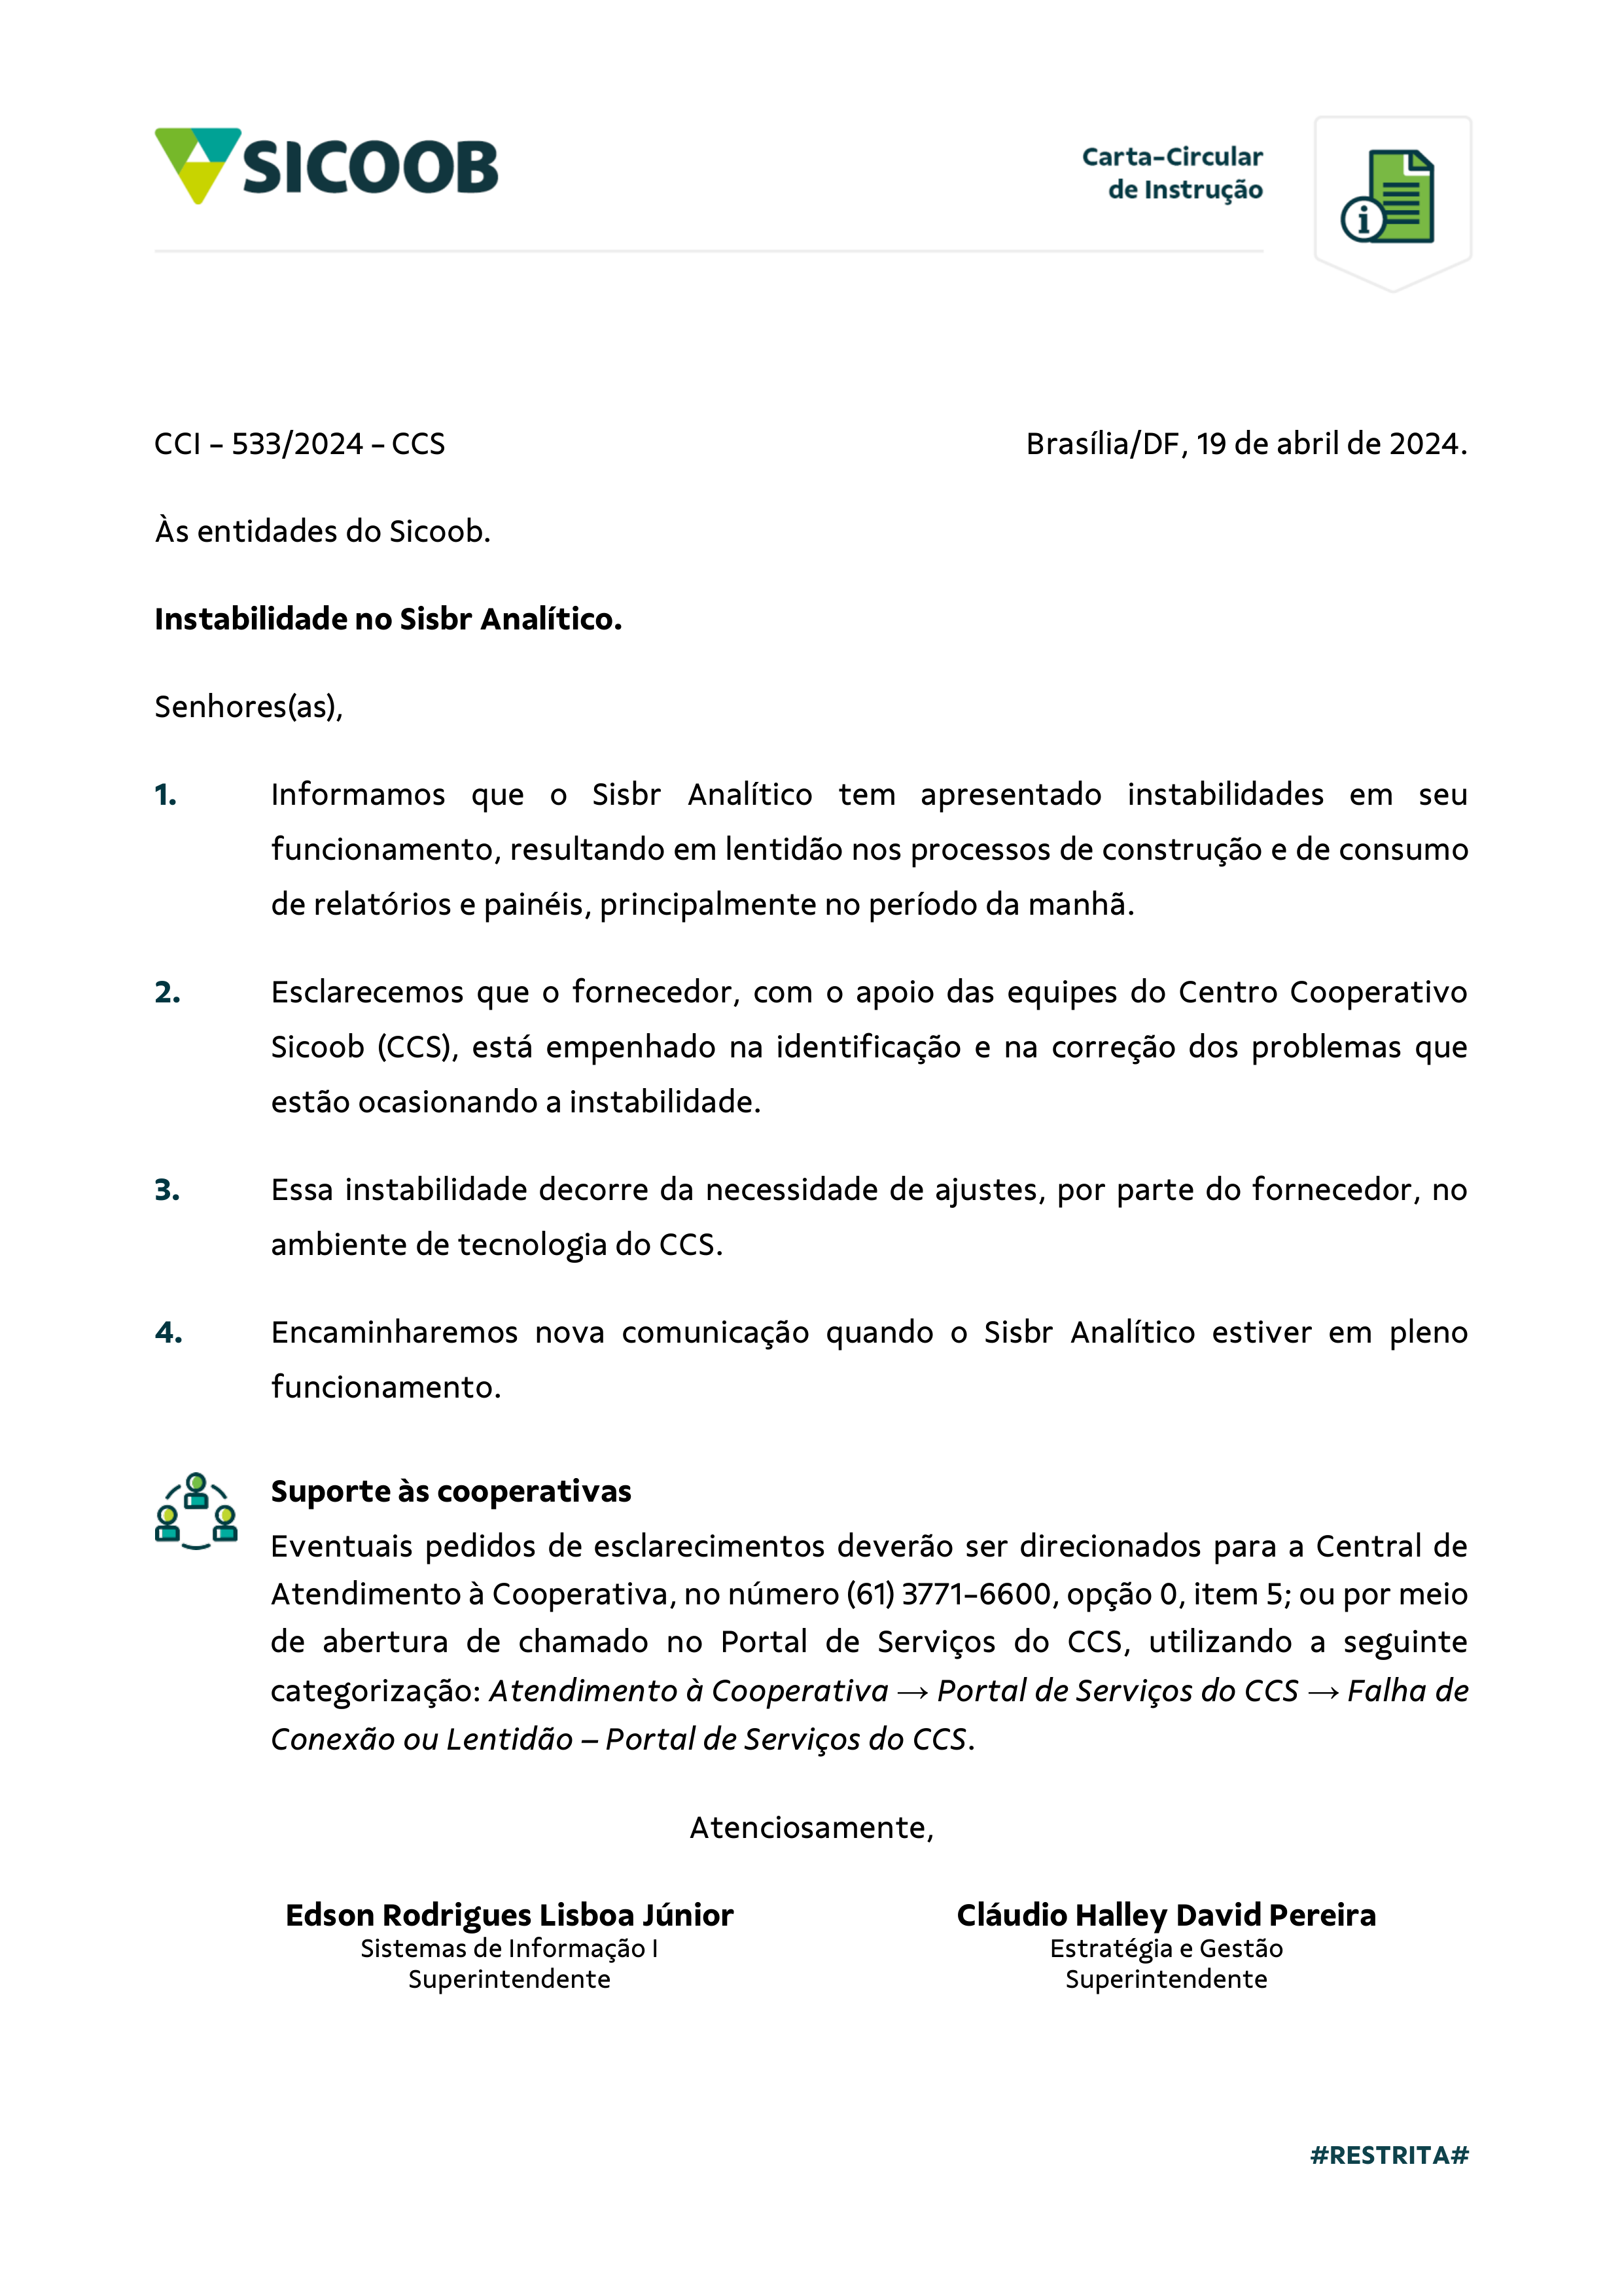 SICOOB
Carta-Circular
de Instrução
CCI – 533/2024 – CCS
Brasília/DF, 19 de abril de 2024.
Às entidades do Sicoob.
Instabilidade no Sisbr Analítico.
Senhores(as),
1. Informamos que o Sisbr Analítico tem apresentado instabilidades em seu
funcionamento, resultando em lentidão nos processos de construção e de consumo
de relatórios e painéis, principalmente no período da manhã.
2. Esclarecemos que o fornecedor, com o apoio das equipes do Centro Cooperativo
Sicoob (CCS), está empenhado na identificação e na correção dos problemas que
estão ocasionando a instabilidade.
3. Essa instabilidade decorre da necessidade de ajustes, por parte do fornecedor, no
ambiente de tecnologia do CCS.
4. Encaminharemos nova comunicação quando o Sisbr Analítico estiver em pleno
funcionamento.
Suporte às cooperativas
Eventuais pedidos de esclarecimentos deverão ser direcionados para a Central de
Atendimento à Cooperativa, no número (61) 3771-6600, opção 0, item 5; ou por meio
de abertura de chamado no Portal de Serviços do CCS, utilizando a seguinte
categorização: Atendimento à Cooperativa → Portal de Serviços do CCS → Falha de
Conexão ou Lentidão – Portal de Serviços do CCS.
Atenciosamente,
Edson Rodrigues Lisboa Júnior
Sistemas de Informação I
Superintendente
Cláudio Halley David Pereira
Estratégia e Gestão
Superintendente
#RESTRITA#